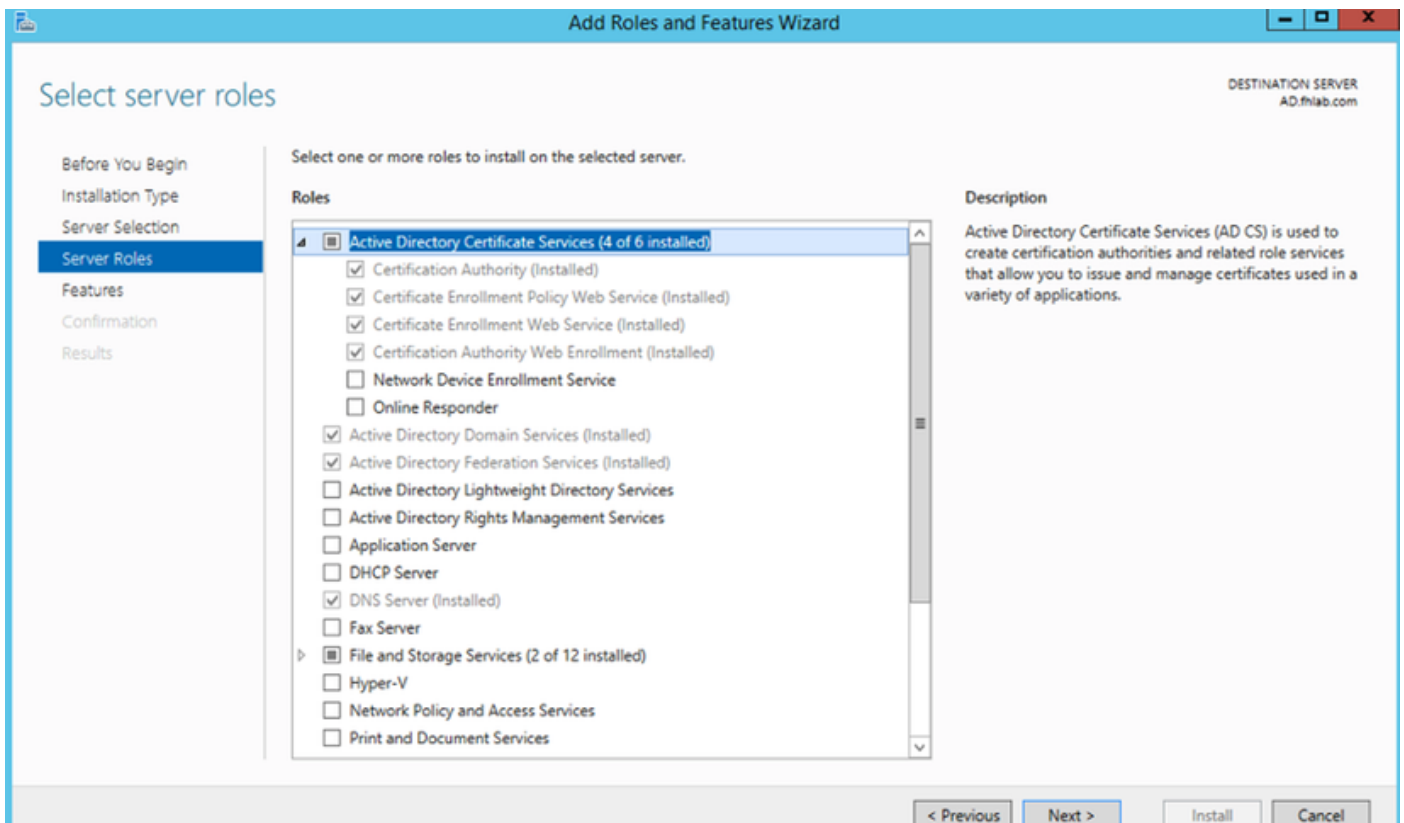 Add Roles and Features Wizard
Select server roles
DESTINATION SERVER
AD.fhlab.com
Before You Begin
Installation Type
Server Selection
Server Roles
Features
Confirmation
Results
Select one or more roles to install on the selected server.
Roles
Active Directory Certificate Services (4 of 6 installed)
Certification Authority (Installed)
Certificate Enrollment Policy Web Service (Installed)
Certificate Enrollment Web Service (Installed)
Certification Authority Web Enrollment (Installed)
Network Device Enrollment Service
Online Responder
Active Directory Domain Services (Installed)
Active Directory Federation Services (Installed)
Active Directory Lightweight Directory Services
Active Directory Rights Management Services
Application Server
DHCP Server
DNS Server (Installed)
Fax Server
File and Storage Services (2 of 12 installed)
Hyper-V
Network Policy and Access Services
Print and Document Services
Description
Active Directory Certificate Services (AD CS) is used to
create certification authorities and related role services
that allow you to issue and manage certificates used in a
variety of applications.
< Previous
Next >
Install
Cancel